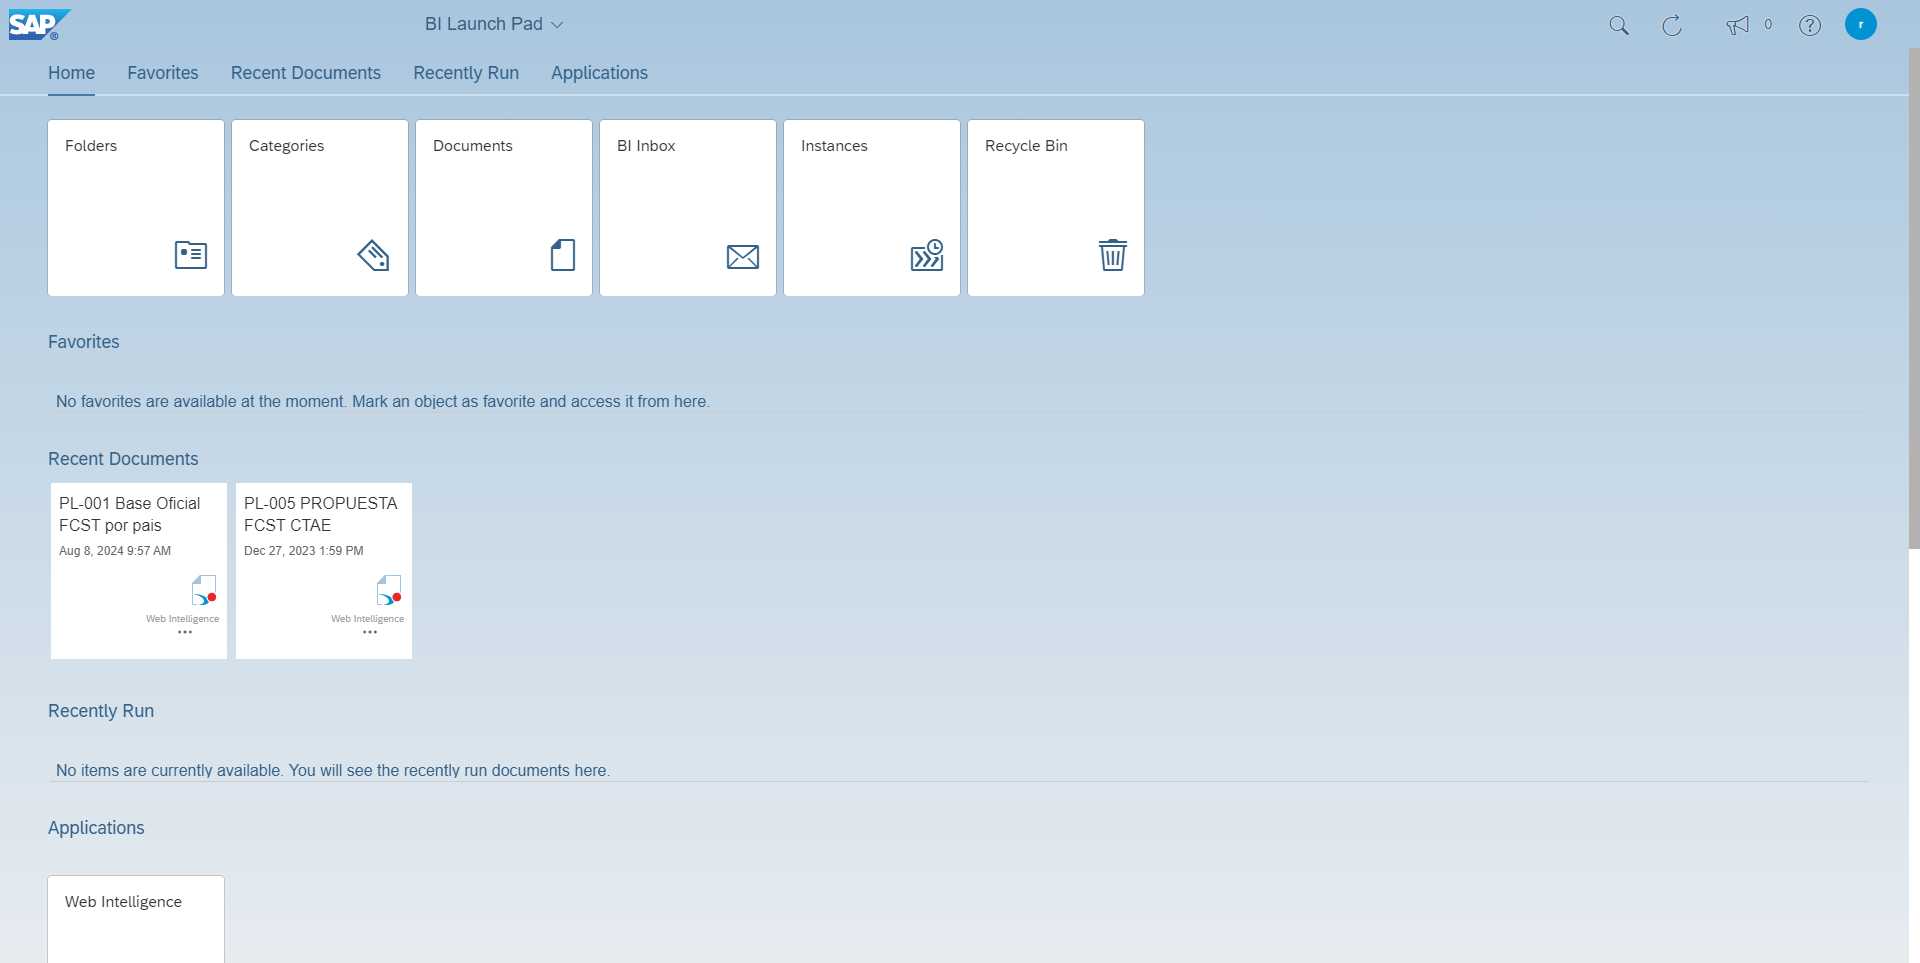 SAP®
BI Launch Pad
0
r
Home Favorites Recent Documents Recently Run Applications
Folders
Categories
Documents
BI Inbox
Instances
Recycle Bin
Favorites
No favorites are available at the moment. Mark an object as favorite and access it from here.
Recent Documents
PL-001 Base Oficial
FCST por pais
Aug 8, 2024 9:57 AM
Web Intelligence
PL-005 PROPUESTA
FCST CTAE
Dec 27, 2023 1:59 PM
Web Intelligence
Recently Run
No items are currently available. You will see the recently run documents here.
Applications
Web Intelligence